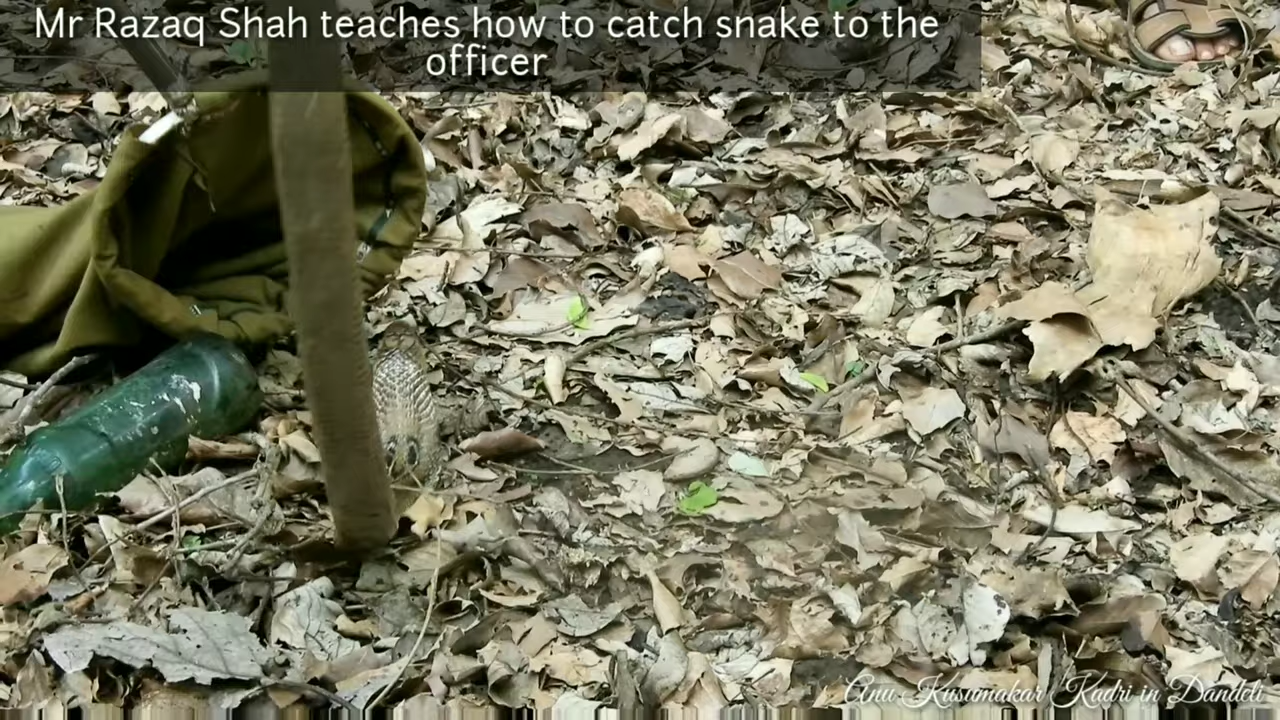 Mr Razaq Shah teaches how to catch snake to the
officer
Anu Kusumakar Kadri in Dandeli